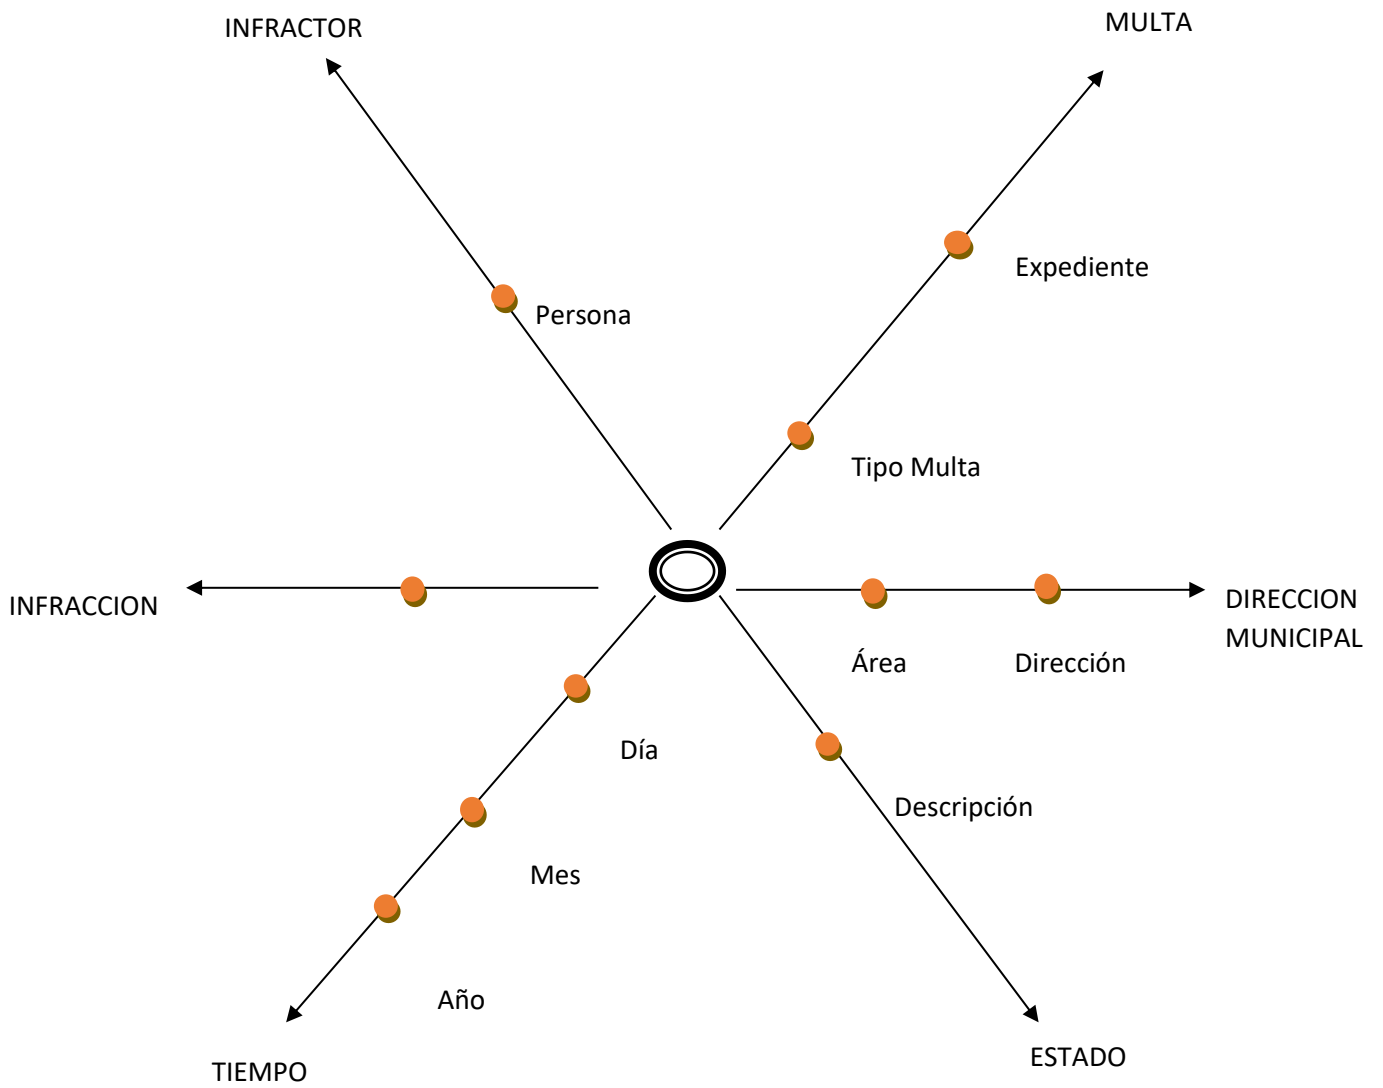 INFRACTOR
MULTA
Expediente
Persona
Tipo Multa
INFRACCION
DIRECCION
MUNICIPAL
Área
Dirección
Día
Descripción
Mes
Año
ESTADO
TIEMPO